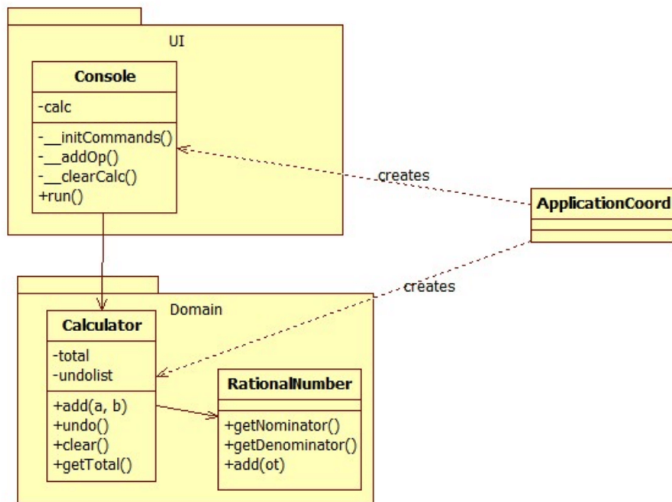 UI
Console
-calc
-__initCommands()
-__addOp()
-__clearCalc()
+run()
creates
ApplicationCoord
creates
Domain
Calculator
-total
-undolist
+add(a, b)
+undo()
+clear()
+getTotal()
RationalNumber
+getNominator()
+getDenominator()
+add(ot)